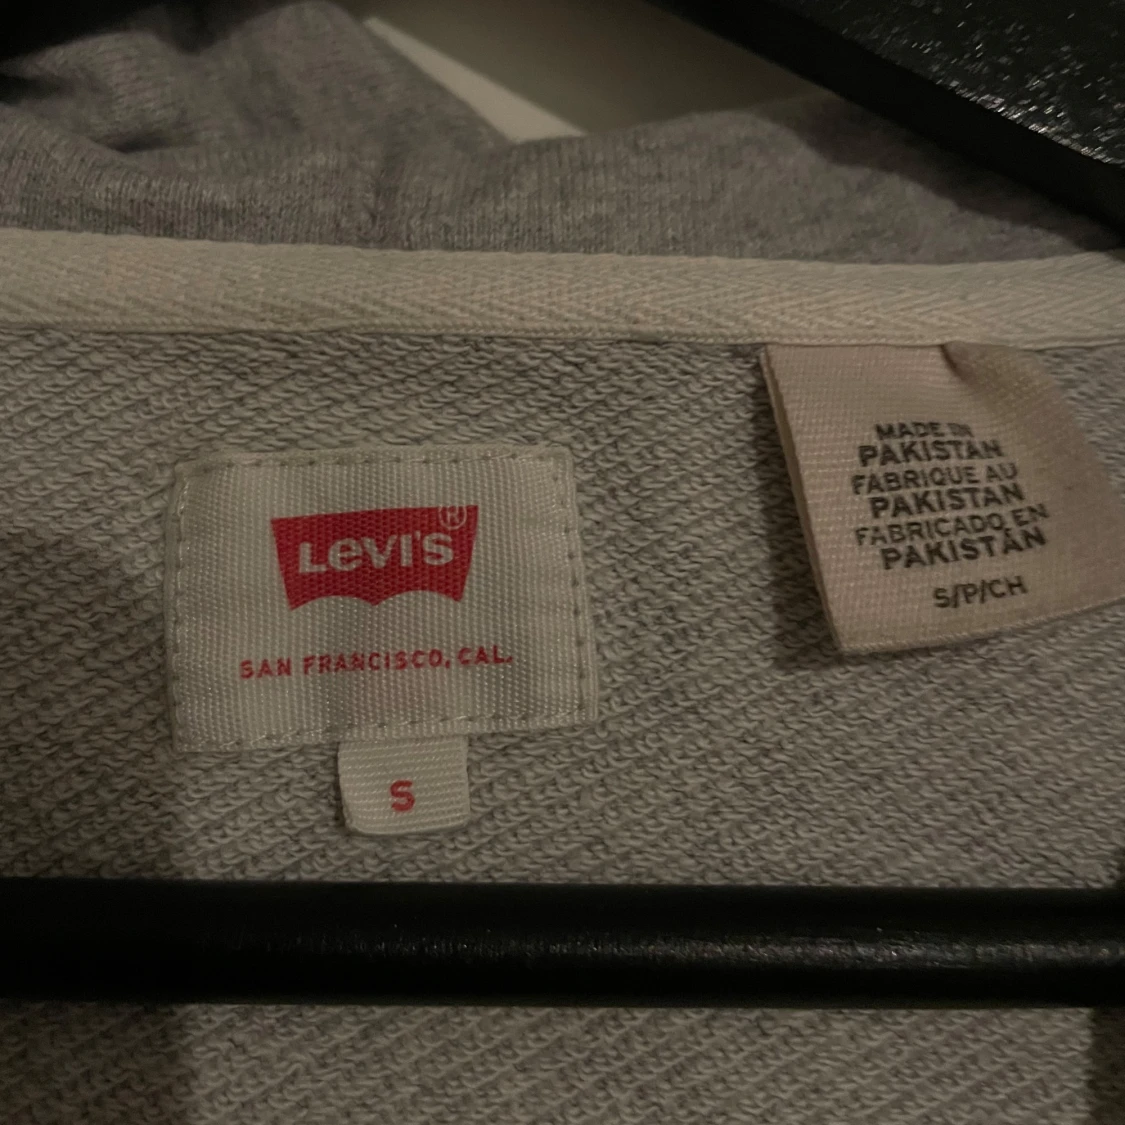 LEVI'S ®
SAN FRANCISCO, CAL.
S
MADE IN
PAKISTAN
FABRIQUE AU
PAKISTAN
FABRICADO EN
PAKISTÁN
S/P/CH